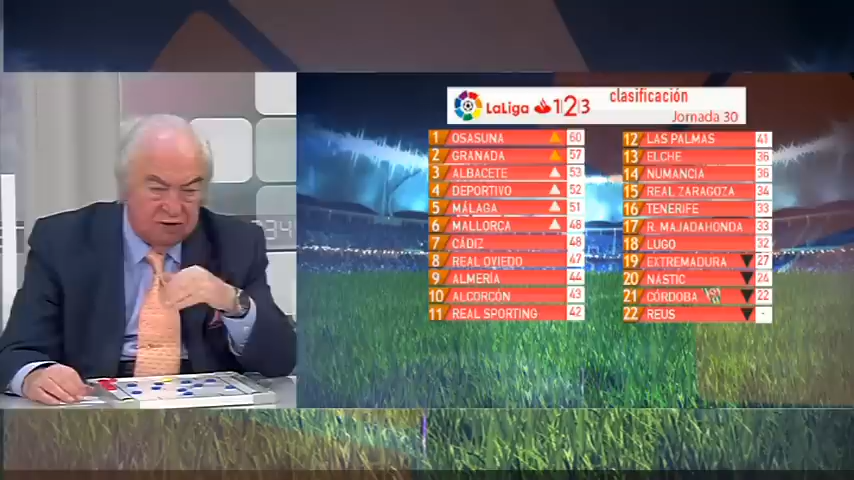 LaLiga 1|2|3
clasificación
Jornada 30
1 OSASUNA 60
2 GRANADA 57
3 ALBACETE 53
4 DEPORTIVO 52
5 MÁLAGA 51
6 MALLORCA 48
7 CÁDIZ 48
8 REAL OVIEDO 47
9 ALMERÍA 44
10 ALCORCÓN 43
11 REAL SPORTING 42
12 LAS PALMAS 41
13 ELCHE 36
14 NUMANCIA 36
15 REAL ZARAGOZA 34
16 TENERIFE 33
17 R. MAJADAHONDA 33
18 LUGO 32
19 EXTREMADURA 27
20 NÁSTIC 24
21 CÓRDOBA 22
22 REUS -